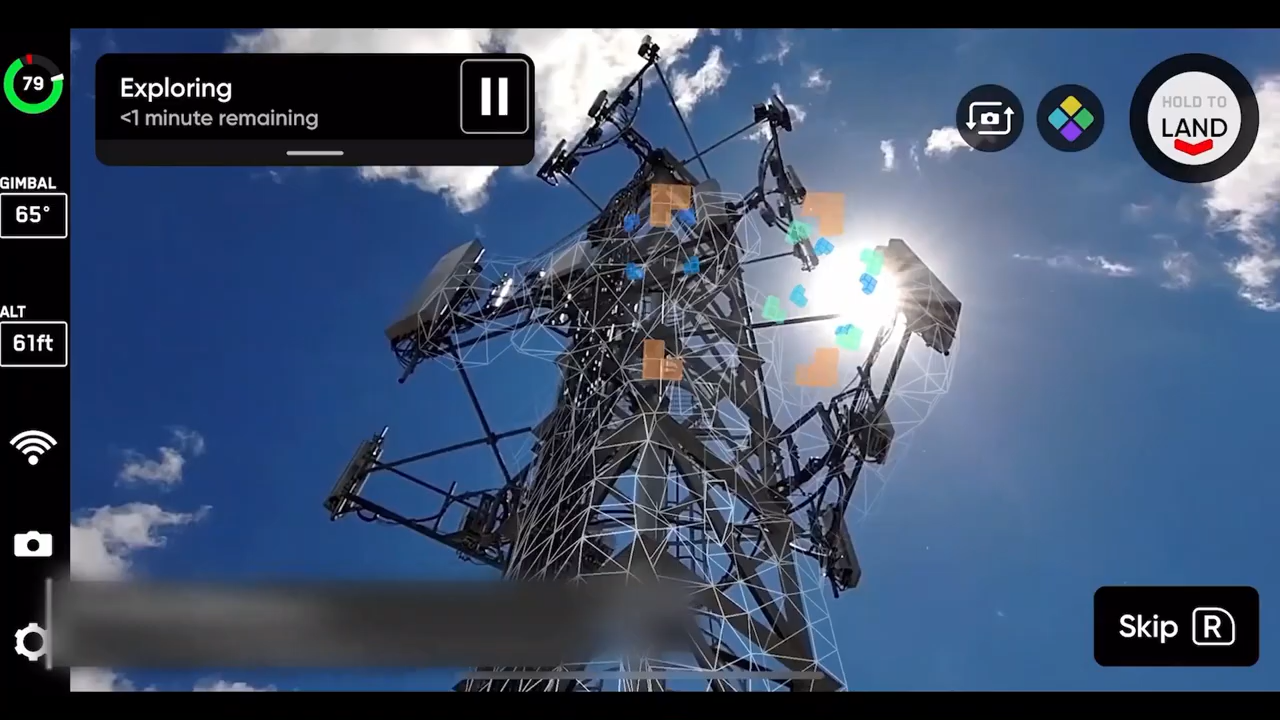 Exploring
<1 minute remaining
79
HOLD TO
LAND
GIMBAL
65°
ALT
61ft
Skip R